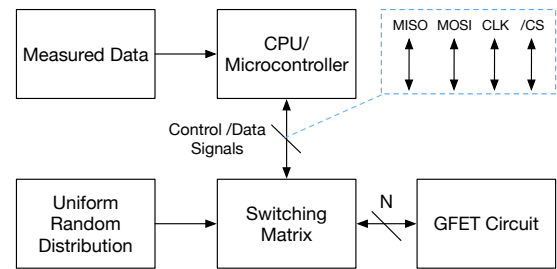 Measured Data
CPU/
Microcontroller
MISO MOSI CLK /CS
Control /Data
Signals
Uniform
Random
Distribution
Switching
Matrix
N
GFET Circuit